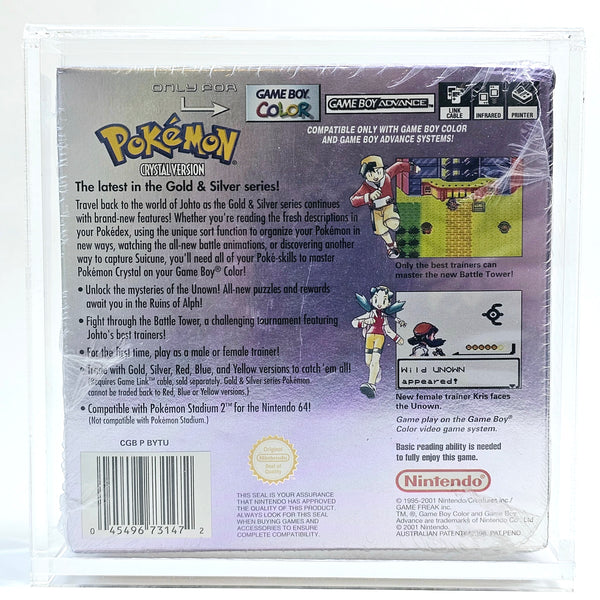 ONLY FOR
GAME BOY COLOR
GAME BOY ADVANCE
LINK CABLE
INFRARED
PRINTER
COMPATIBLE ONLY WITH GAME BOY COLOR
AND GAME BOY ADVANCE SYSTEMS!
POKéMON
CRYSTAL VERSION
The latest in the Gold & Silver series!
Travel back to the world of Johto as the Gold & Silver series continues
with brand-new features! Whether you're reading the fresh descriptions in
your Pokédex, using the unique sort function to organize your Pokémon in
new ways, watching the all-new battle animations, or discovering another
way to capture Suicune, you'll need all of your Poké-skills to master
Pokémon Crystal on your Game Boy® Color!
• Unlock the mysteries of the Unown! All-new puzzles and rewards
await you in the Ruins of Alph!
• Fight through the Battle Tower, a challenging tournament featuring
Johto's best trainers!
• For the first time, play as a male or female trainer!
• Trade with Gold, Silver, Red, Blue, and Yellow versions to catch 'em all!
(Requires Game Link™ cable, sold separately. Gold & Silver series Pokémon
cannot be traded back to Red, Blue or Yellow versions.)
• Compatible with Pokémon Stadium 2™ for the Nintendo 64!
(Not compatible with Pokémon Stadium.)
Only the best trainers can
master the new Battle Tower!
Wild UNOWN
appeared!
New female trainer Kris faces
the Unown.
Game play on the Game Boy®
Color video game system.
Basic reading ability is needed
to fully enjoy this game.
CGB P BYTU
0 45496 73147 2
Original
Nintendo
Seal of Quality
THIS SEAL IS YOUR ASSURANCE
THAT NINTENDO HAS APPROVED
THE QUALITY OF THIS PRODUCT.
ALWAYS LOOK FOR THIS SEAL
WHEN BUYING GAMES AND
ACCESSORIES TO ENSURE
COMPLETE COMPATIBILITY.
Nintendo®
© 1995-2001 Nintendo/Creatures inc./
GAME FREAK inc.
TM, ®, Game Boy Color and Game Boy
Advance are trademarks of Nintendo Co., Ltd
© 2001 Nintendo.
AUSTRALIAN PATENT PAT.PEND